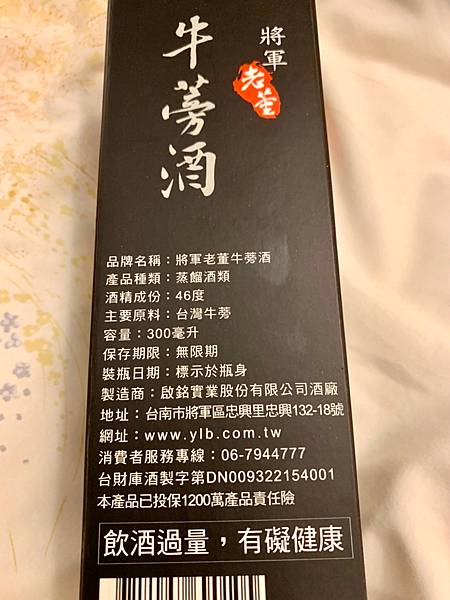 將軍
老董
牛蒡酒
品牌名稱：將軍老董牛蒡酒
產品種類：蒸餾酒類
酒精成份：46度
主要原料：台灣牛蒡
容量：300毫升
保存期限：無限期
裝瓶日期：標示於瓶身
製造商：啟銘實業股份有限公司酒廠
地址：台南市將軍區忠興里忠興132-18號
網址：www.ylb.com.tw
消費者服務專線：06-7944777
台財庫酒製字第DN009322154001
本產品已投保1200萬產品責任險
飲酒過量，有礙健康